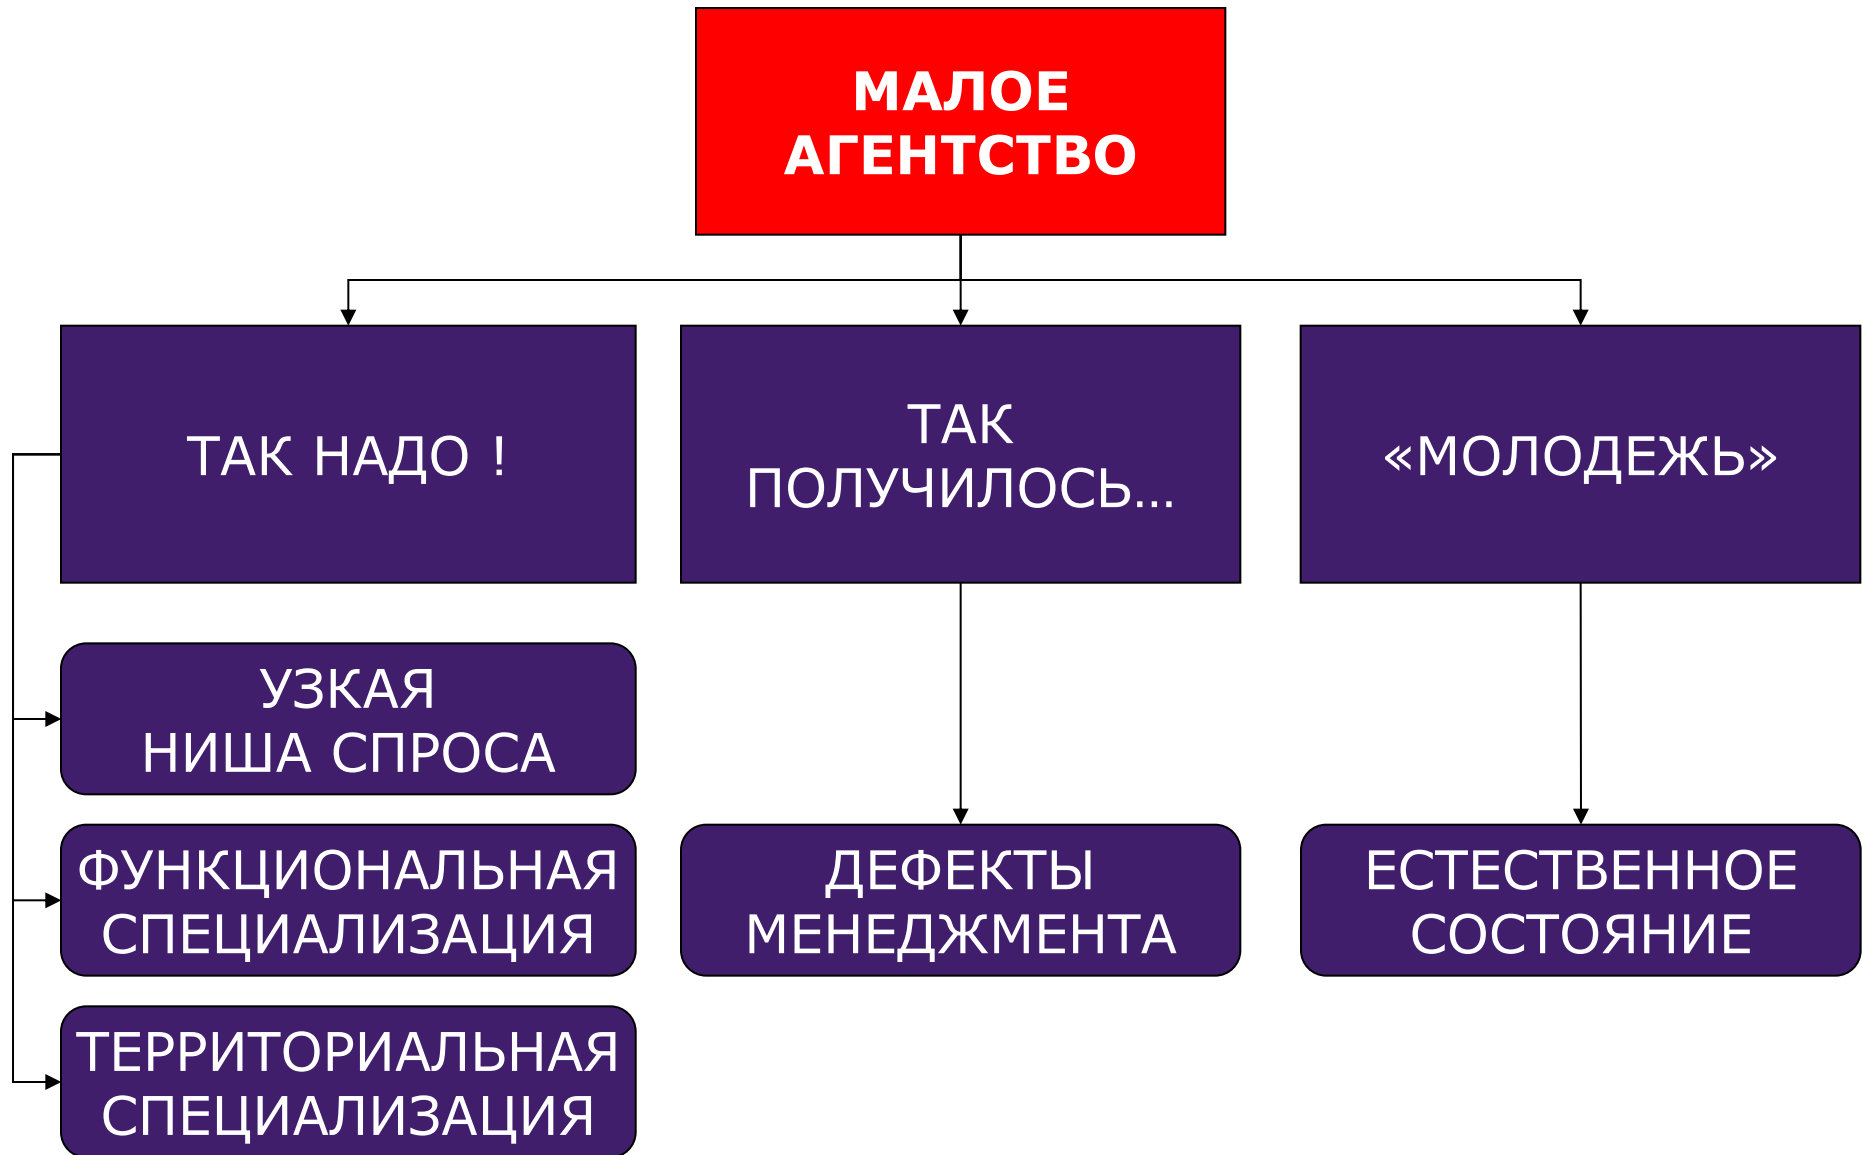 МАЛОЕ
АГЕНТСТВО
ТАК НАДО !
ТАК
ПОЛУЧИЛОСЬ...
«МОЛОДЕЖЬ»
УЗКАЯ
НИША СПРОСА
ФУНКЦИОНАЛЬНАЯ
СПЕЦИАЛИЗАЦИЯ
ДЕФЕКТЫ
МЕНЕДЖМЕНТА
ЕСТЕСТВЕННОЕ
СОСТОЯНИЕ
ТЕРРИТОРИАЛЬНАЯ
СПЕЦИАЛИЗАЦИЯ